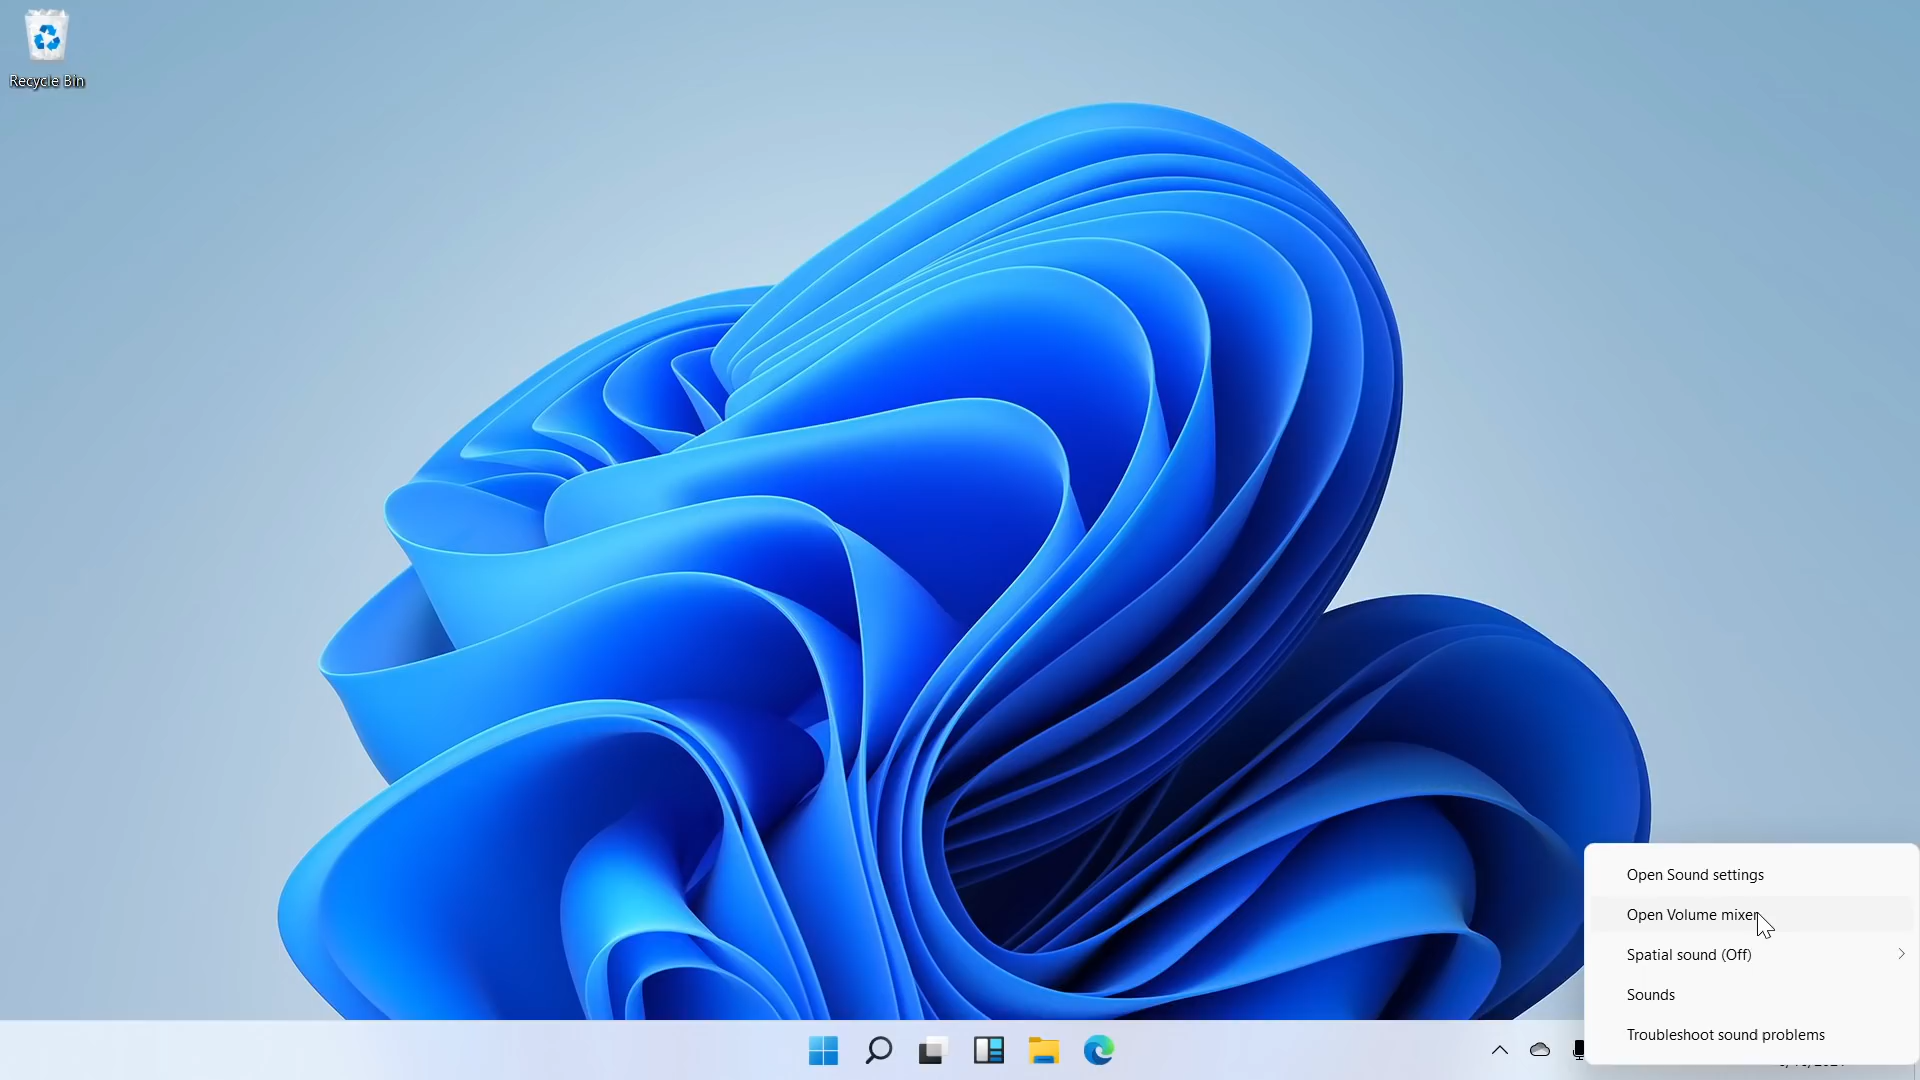 Recycle Bin
Open Sound settings
Open Volume mixer
Spatial sound (Off)
Sounds
Troubleshoot sound problems